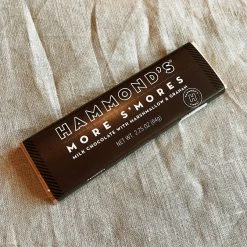 HAMMOND'S
MORE S'MORES
MILK CHOCOLATE WITH MARSHMALLOW & GRAHAM
NET WT. 2.25 OZ (64g)
H